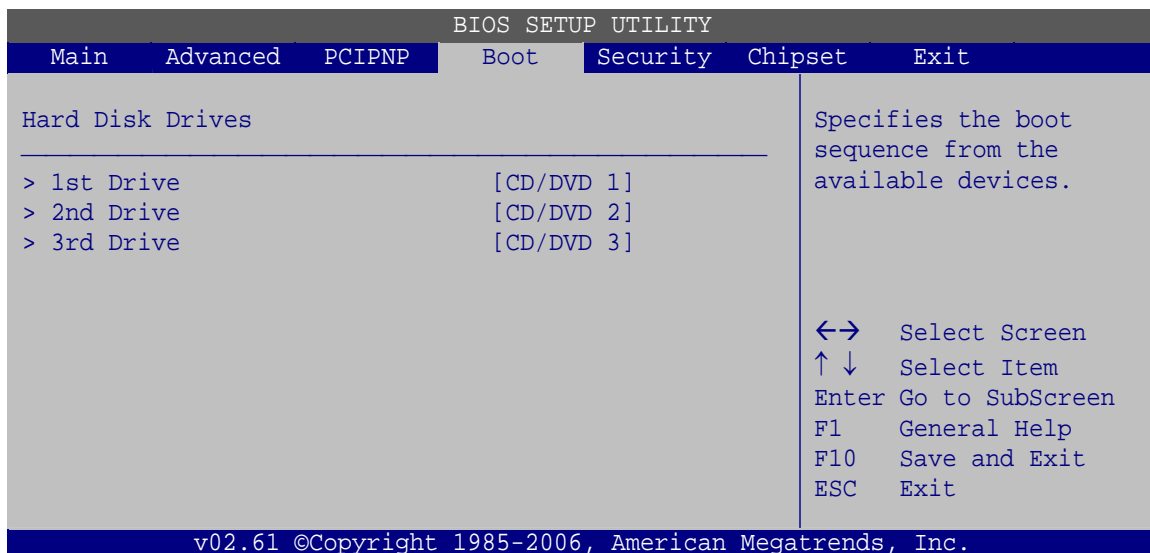 BIOS SETUP UTILITY
Main Advanced PCIPNP Boot Security Chipset Exit
Hard Disk Drives
> 1st Drive [CD/DVD 1]
> 2nd Drive [CD/DVD 2]
> 3rd Drive [CD/DVD 3]
Specifies the boot
sequence from the
available devices.
←→ Select Screen
↑ ↓ Select Item
Enter Go to SubScreen
F1 General Help
F10 Save and Exit
ESC Exit
v02.61 ©Copyright 1985-2006, American Megatrends, Inc.